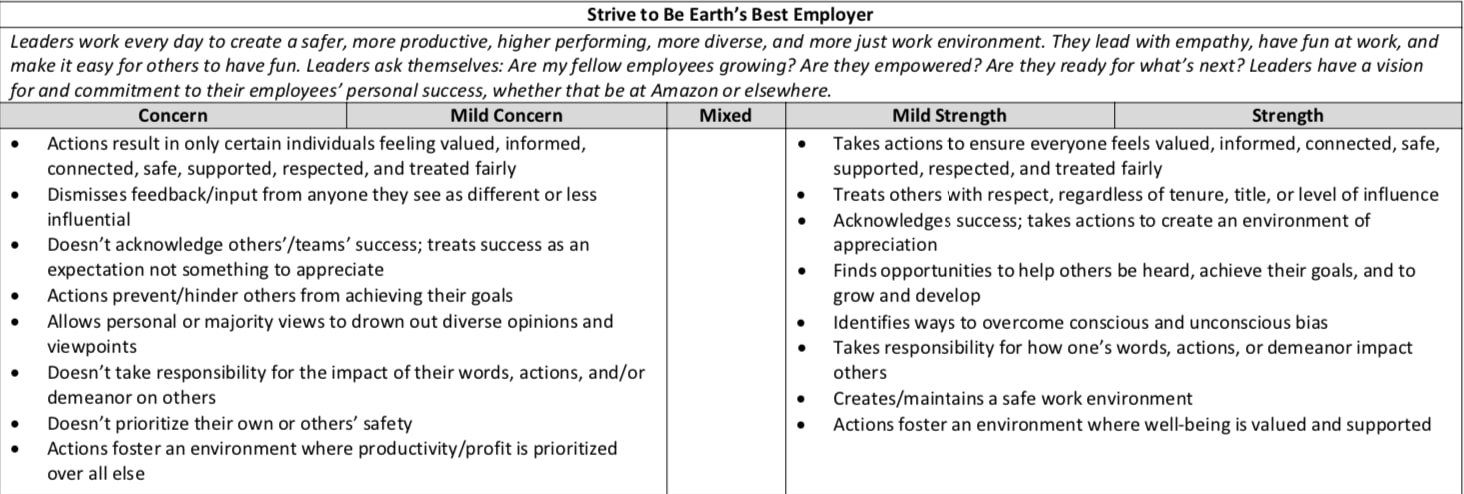 Strive to Be Earth's Best Employer
Leaders work every day to create a safer, more productive, higher performing, more diverse, and more just work environment. They lead with empathy, have fun at work, and
make it easy for others to have fun. Leaders ask themselves: Are my fellow employees growing? Are they empowered? Are they ready for what's next? Leaders have a vision
for and commitment to their employees' personal success, whether that be at Amazon or elsewhere.
Concern Mild Concern Mixed Mild Strength Strength
• Actions result in only certain individuals feeling valued, informed,
connected, safe, supported, respected, and treated fairly
• Dismisses feedback/input from anyone they see as different or less
influential
• Doesn't acknowledge others'/teams' success; treats success as an
expectation not something to appreciate
• Actions prevent/hinder others from achieving their goals
• Allows personal or majority views to drown out diverse opinions and
viewpoints
• Doesn't take responsibility for the impact of their words, actions, and/or
demeanor on others
• Doesn't prioritize their own or others' safety
• Actions foster an environment where productivity/profit is prioritized
over all else
• Takes actions to ensure everyone feels valued, informed, connected, safe,
supported, respected, and treated fairly
• Treats others with respect, regardless of tenure, title, or level of influence
• Acknowledges success; takes actions to create an environment of
appreciation
• Finds opportunities to help others be heard, achieve their goals, and to
grow and develop
• Identifies ways to overcome conscious and unconscious bias
• Takes responsibility for how one's words, actions, or demeanor impact
others
• Creates/maintains a safe work environment
• Actions foster an environment where well-being is valued and supported